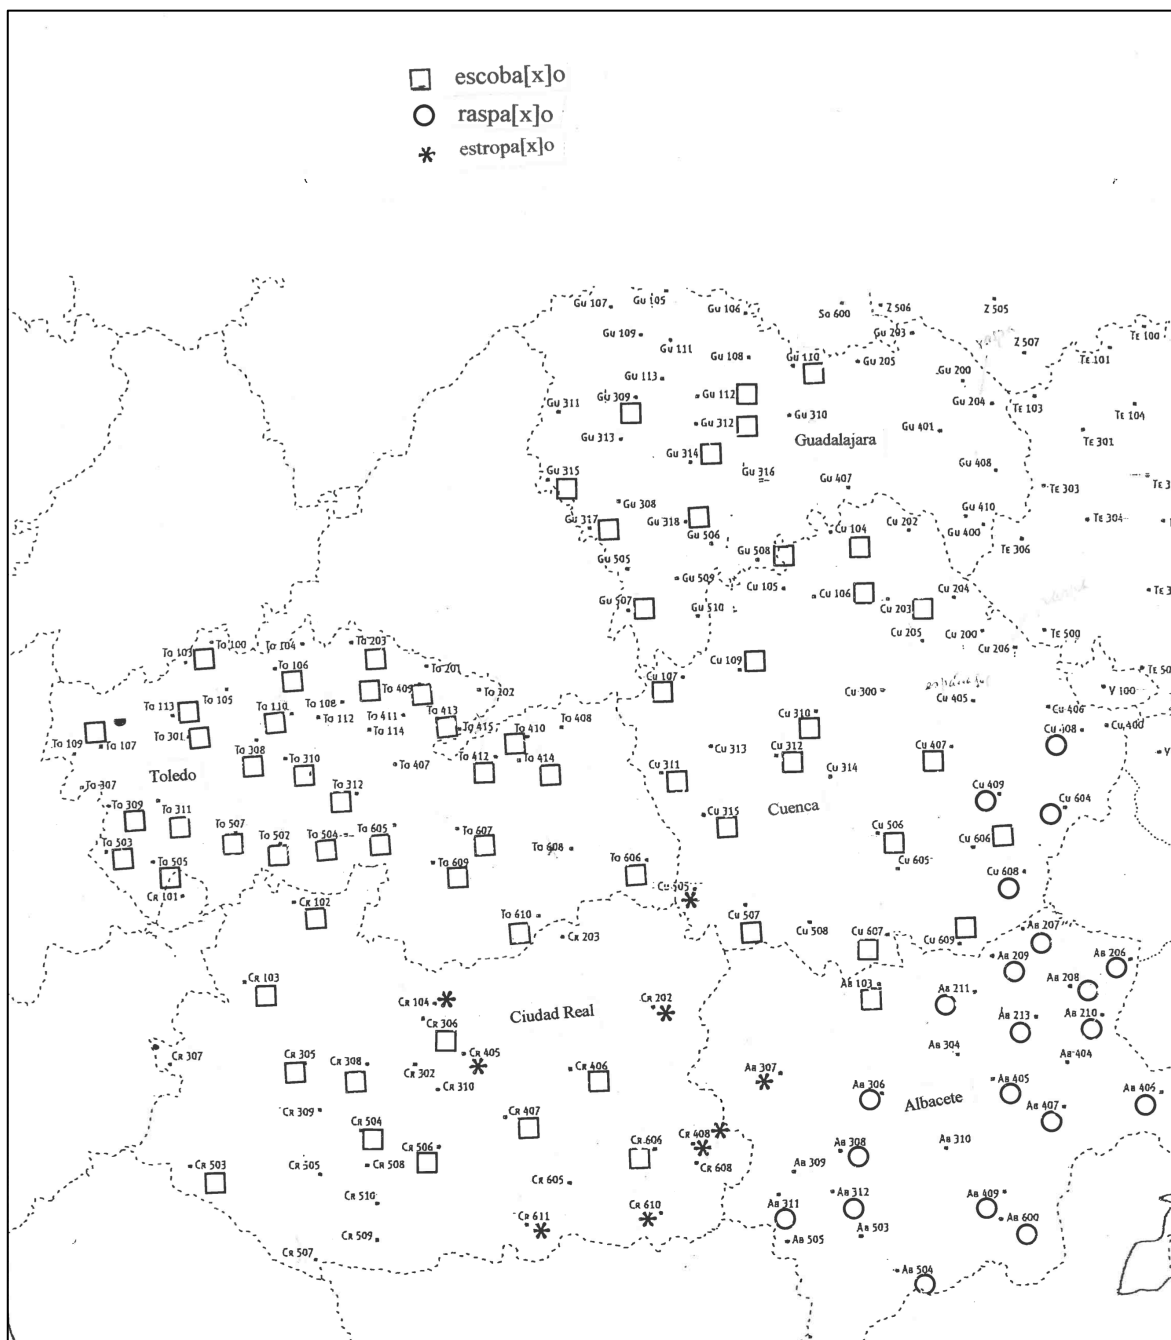 escoba[x]o
raspa[x]o
estropa[x]o
Gu 107
Gu 105
Gu 106
So 600
Z 506
Z 505
Gu 109
Gu 111
Gu 203
Z 507
TE 100
TE 101
Gu 108
Gu 110
Gu 205
Gu 113
Gu 200
Gu 311
Gu 309
Gu 112
Gu 204
TE 103
TE 104
Gu 310
Gu 313
Gu 312
Guadalajara
Gu 401
TE 301
Gu 314
Gu 315
Gu 316
Gu 407
Gu 408
TE 303
TE 3
Gu 308
Gu 317
Gu 318
Gu 410
TE 304
Gu 506
Cu 104
Cu 202
Gu 400
TE 306
Gu 505
Gu 508
Gu 509
Cu 105
Cu 106
Cu 204
TE 3
Gu 507
Gu 510
Cu 203
Cu 205
Cu 200
TE 500
Cu 206
To 100
To 104
To 203
To 103
To 106
To 201
Cu 109
Cu 107
TE 50
To 105
To 409
To 202
Cu 300
Cu 405
V 100
To 113
To 110
To 108
To 112
To 411
To 413
Cu 310
Cu 406
To 109
To 107
To 301
To 114
To 415
To 410
To 408
Cu 408
Cu 400
To 308
To 310
To 407
To 412
To 414
Cu 313
Cu 312
Cu 407
V
Toledo
To 307
To 312
Cu 311
Cu 314
Cuenca
Cu 409
Cu 604
To 309
To 311
Cu 315
To 507
To 502
To 504
To 605
To 607
To 608
Cu 506
Cu 606
To 503
To 505
To 609
To 606
Cu 605
Cu 608
CR 101
CR 102
Cu 505
To 610
CR 203
Cu 507
Cu 508
Cu 607
Cu 609
AB 207
AB 209
AB 206
CR 103
AB 103
AB 208
CR 104
Ciudad Real
CR 202
AB 211
AB 213
AB 210
CR 306
CR 307
CR 305
CR 308
CR 302
CR 405
CR 310
CR 406
AB 304
AB 404
AB 307
AB 306
Albacete
AB 405
AB 406
CR 309
CR 504
CR 407
AB 407
CR 506
CR 606
CR 408
CR 608
AB 308
AB 310
CR 503
CR 505
CR 508
CR 605
AB 309
CR 510
CR 611
CR 610
AB 311
AB 312
AB 409
AB 600
CR 509
CR 507
AB 505
AB 503
AB 504